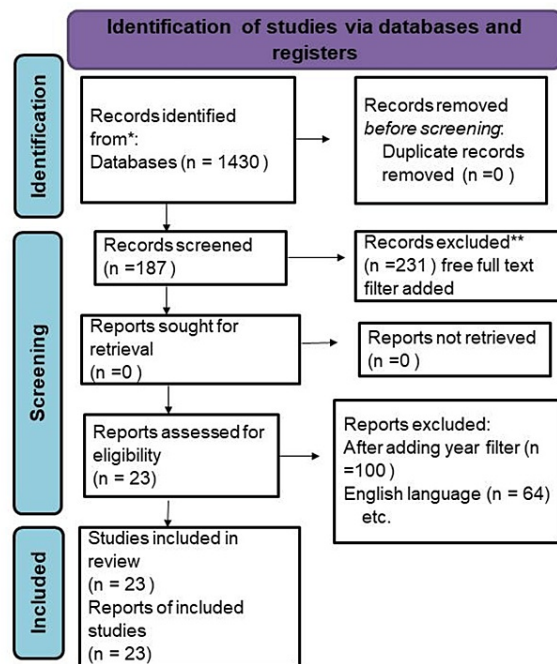 Identification of studies via databases and
registers
Identification
Records identified
from*:
Databases (n = 1430)
Records removed
before screening:
Duplicate records
removed (n =0 )
Screening
Records screened
(n =187)
Records excluded**
(n =231) free full text
filter added
Reports sought for
retrieval
(n =0)
Reports not retrieved
(n =0)
Reports assessed for
eligibility
(n = 23)
Reports excluded:
After adding year filter (n
=100)
English language (n = 64)
etc.
Included
Studies included in
review
(n = 23 )
Reports of included
studies
(n = 23)